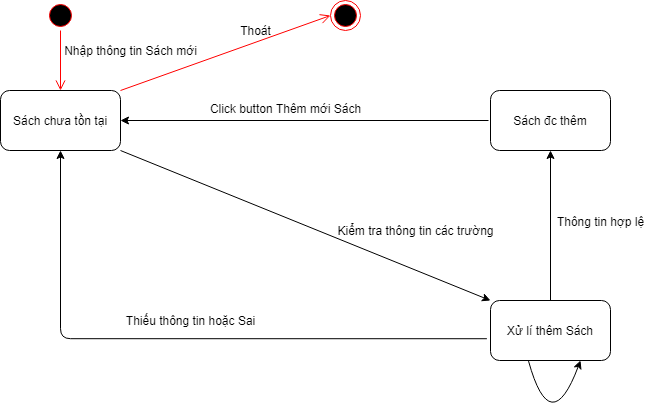 Thoát
Nhập thông tin Sách mới
Click button Thêm mới Sách
Sách chưa tồn tại
Sách đc thêm
Thông tin hợp lệ
Kiểm tra thông tin các trường
Thiếu thông tin hoặc Sai
Xử lí thêm Sách